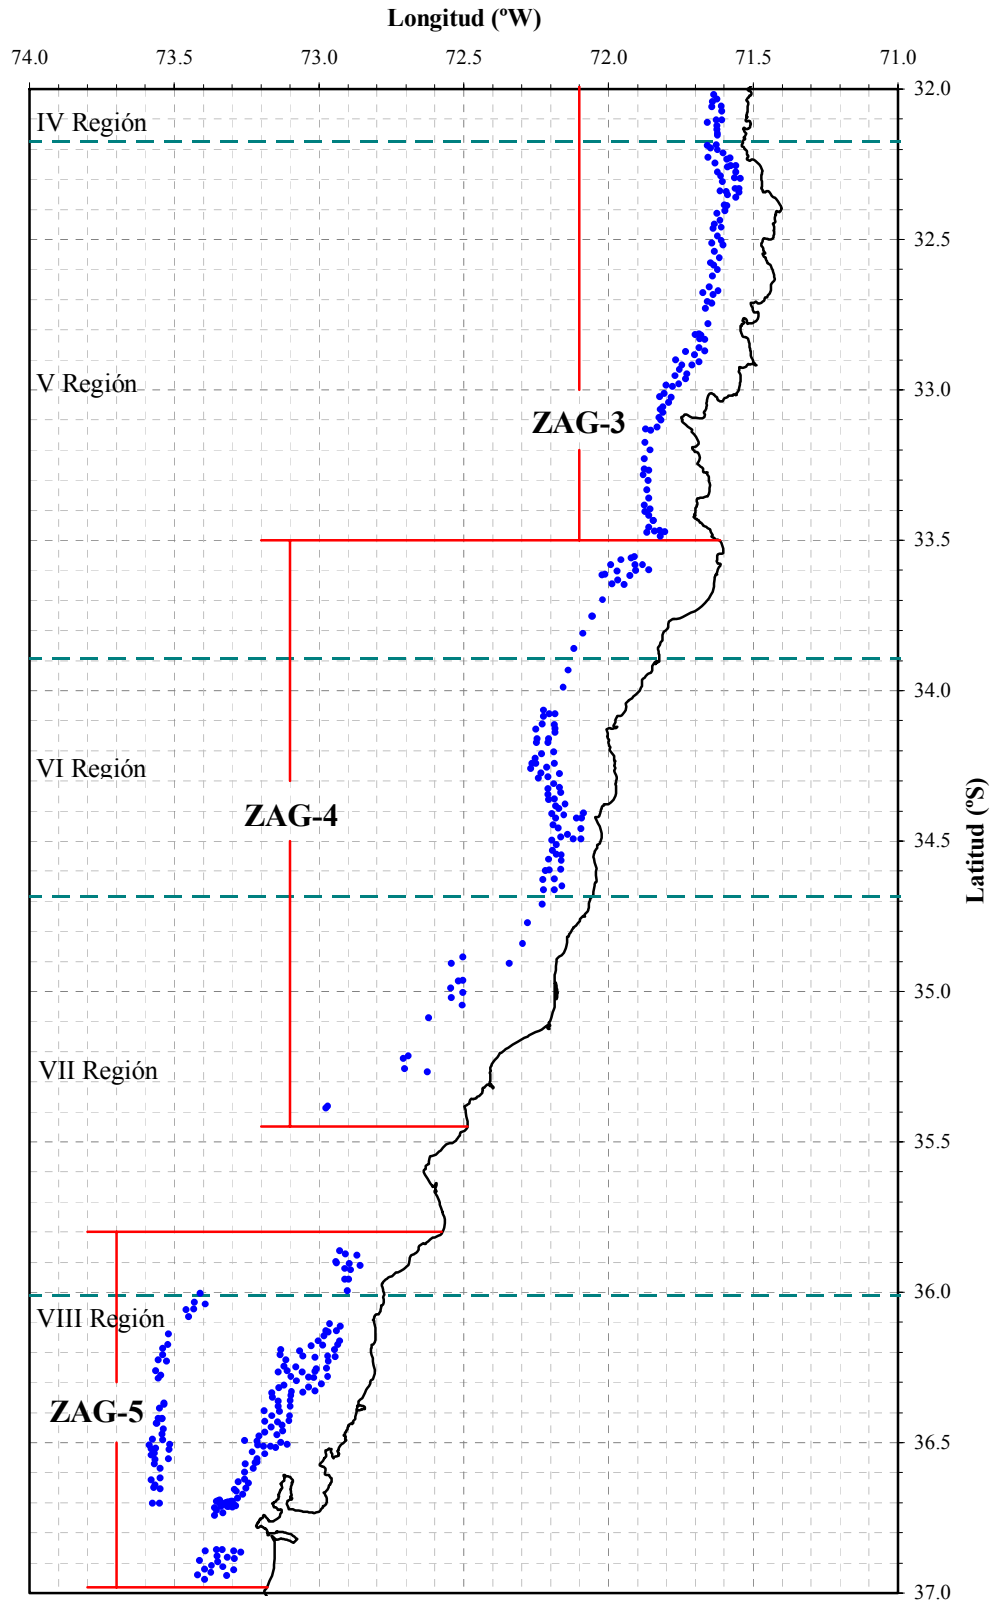 Longitud (ºW)
74.0 73.5 73.0 72.5 72.0 71.5 71.0
32.0
IV Región
32.5
V Región
33.0
ZAG-3
33.5
34.0
VI Región
ZAG-4
Latitud (ºS)
34.5
35.0
VII Región
35.5
36.0
VIII Región
ZAG-5
36.5
37.0